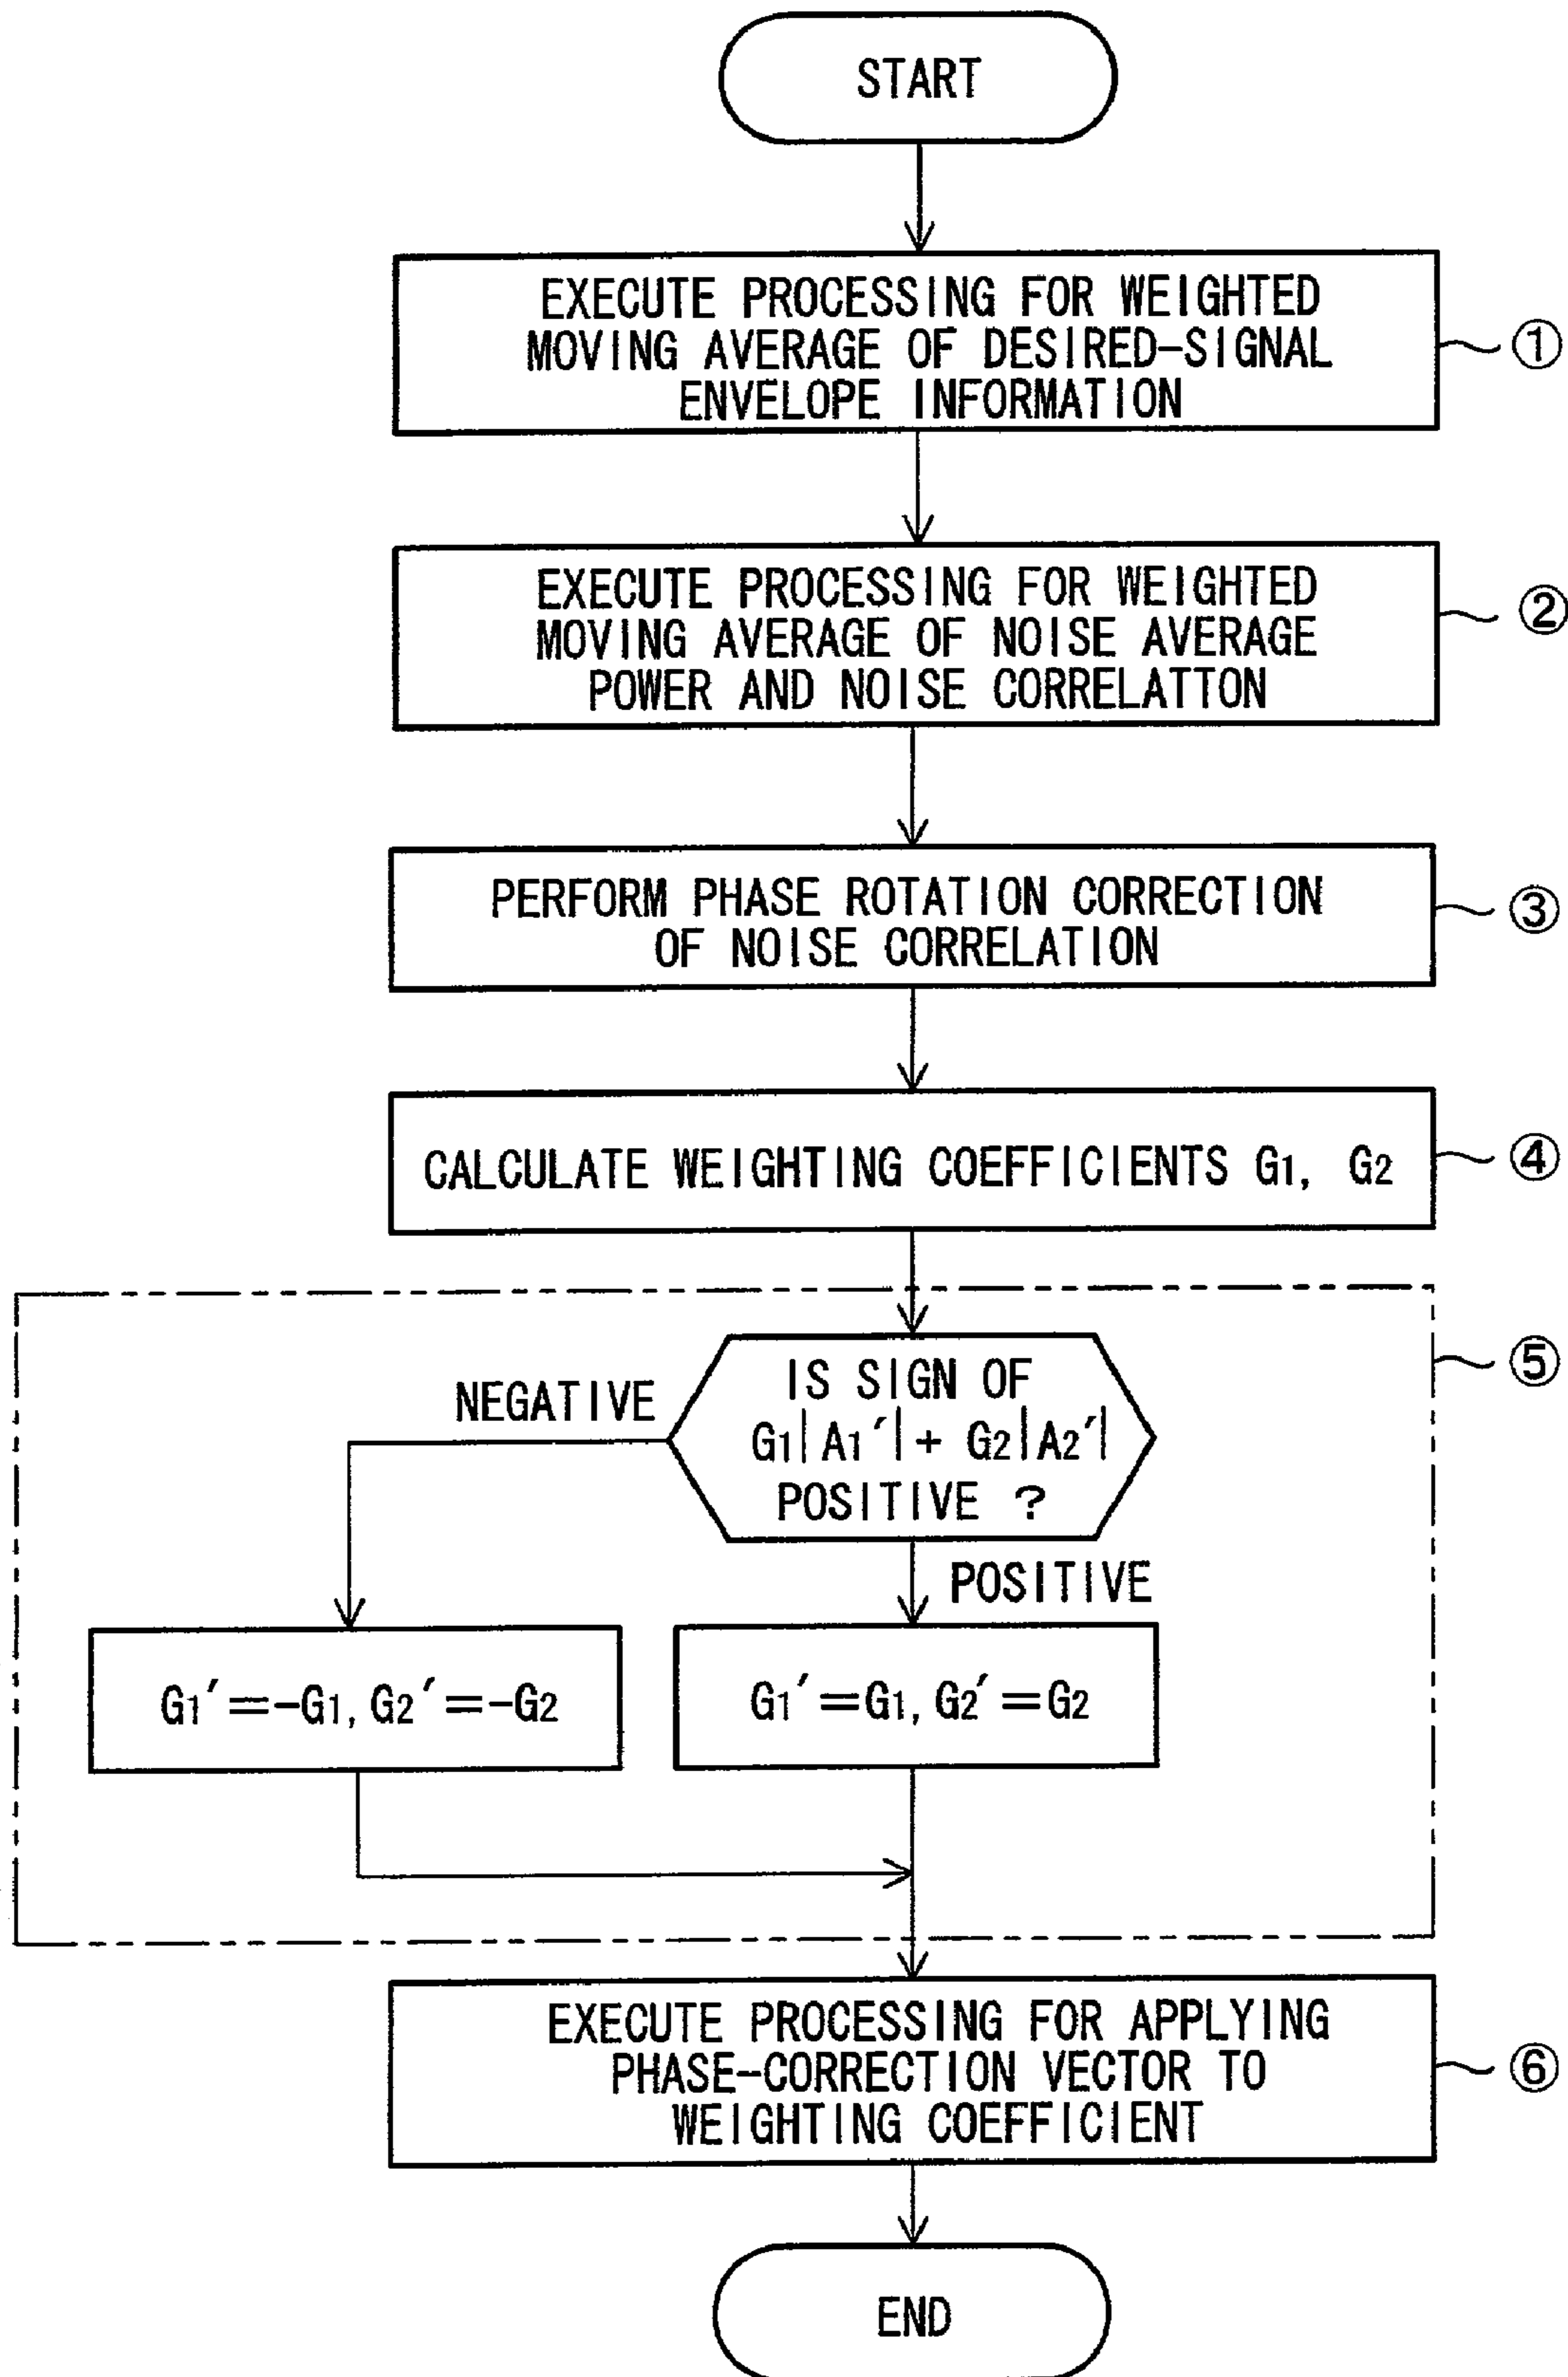 START
EXECUTE PROCESSING FOR WEIGHTED
MOVING AVERAGE OF DESIRED-SIGNAL
ENVELOPE INFORMATION
①
EXECUTE PROCESSING FOR WEIGHTED
MOVING AVERAGE OF NOISE AVERAGE
POWER AND NOISE CORRELATTON
②
PERFORM PHASE ROTATION CORRECTION
OF NOISE CORRELATION
③
CALCULATE WEIGHTING COEFFICIENTS G1, G2
④
IS SIGN OF
G1|A1′|+ G2|A2′|
POSITIVE ?
⑤
NEGATIVE
POSITIVE
G1′=-G1, G2′=-G2
G1′=G1, G2′=G2
EXECUTE PROCESSING FOR APPLYING
PHASE-CORRECTION VECTOR TO
WEIGHTING COEFFICIENT
⑥
END